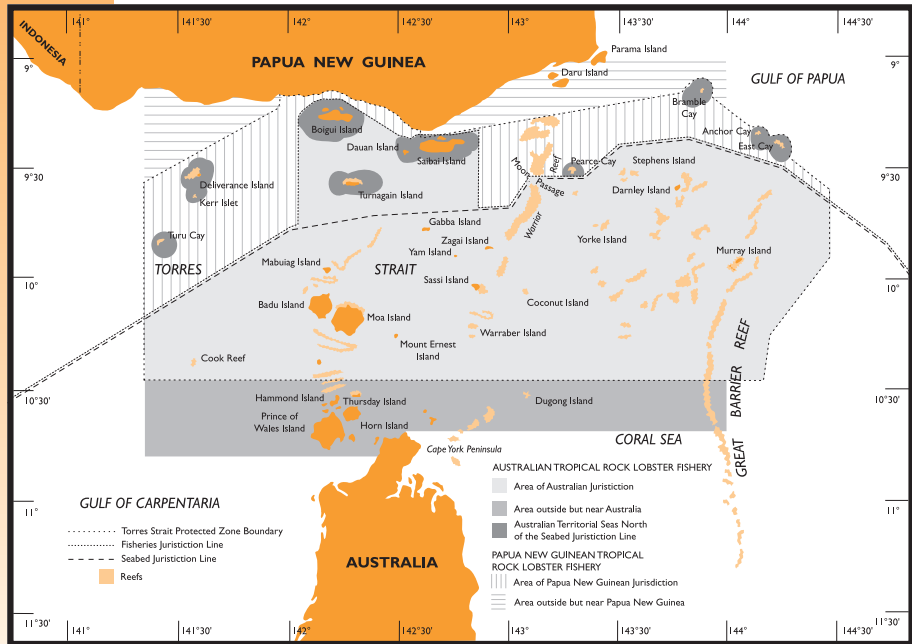 141°
141°30'
142°
142°30'
143°
143°30'
144°
144°30'
INDONESIA
PAPUA NEW GUINEA
Parama Island
Daru Island
GULF OF PAPUA
9°
9°
Bramble
Cay
Boigui Island
Dauan Island
Saibai Island
Anchor Cay
East Cay
Moon Passage
Reef
Warrior
Pearce Cay
Stephens Island
9°30'
9°30'
Deliverance Island
Kerr Islet
Turnagain Island
Darnley Island
Turu Cay
Gabba Island
Zagai Island
Yam Island
Yorke Island
Murray Island
TORRES
STRAIT
Mabuiag Island
10°
10°
Sassi Island
Badu Island
Moa Island
Coconut Island
Warraber Island
Mount Ernest
Island
Cook Reef
GREAT BARRIER REEF
10°30'
10°30'
Hammond Island
Thursday Island
Dugong Island
Prince of
Wales Island
Horn Island
Cape York Peninsula
CORAL SEA
GULF OF CARPENTARIA
11°
11°
Torres Strait Protected Zone Boundary
Fisheries Juristiction Line
Seabed Juristiction Line
Reefs
AUSTRALIA
AUSTRALIAN TROPICAL ROCK LOBSTER FISHERY
Area of Australian Juristiction
Area outside but near Australia
Australian Territorial Seas North
of the Seabed Juristiction Line
PAPUA NEW GUINEAN TROPICAL
ROCK LOBSTER FISHERY
Area of Papua New Guinean Jurisdiction
Area outside but near Papua New Guinea
11°30'
11°30'
141°
141°30'
142°
142°30'
143°
143°30'
144°
144°30'